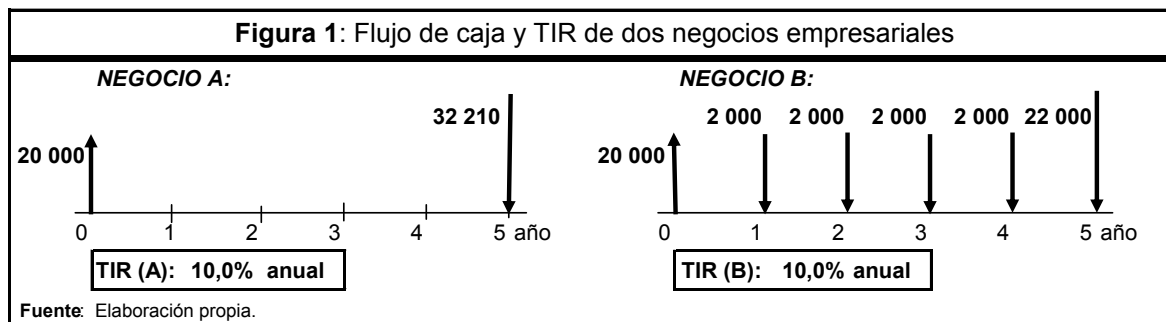 Figura 1: Flujo de caja y TIR de dos negocios empresariales
NEGOCIO A:
32 210
20 000
0 1 2 3 4 5 año
TIR (A): 10,0% anual
NEGOCIO B:
2 000 2 000 2 000 2 000 22 000
20 000
0 1 2 3 4 5 año
TIR (B): 10,0% anual
Fuente: Elaboración propia.